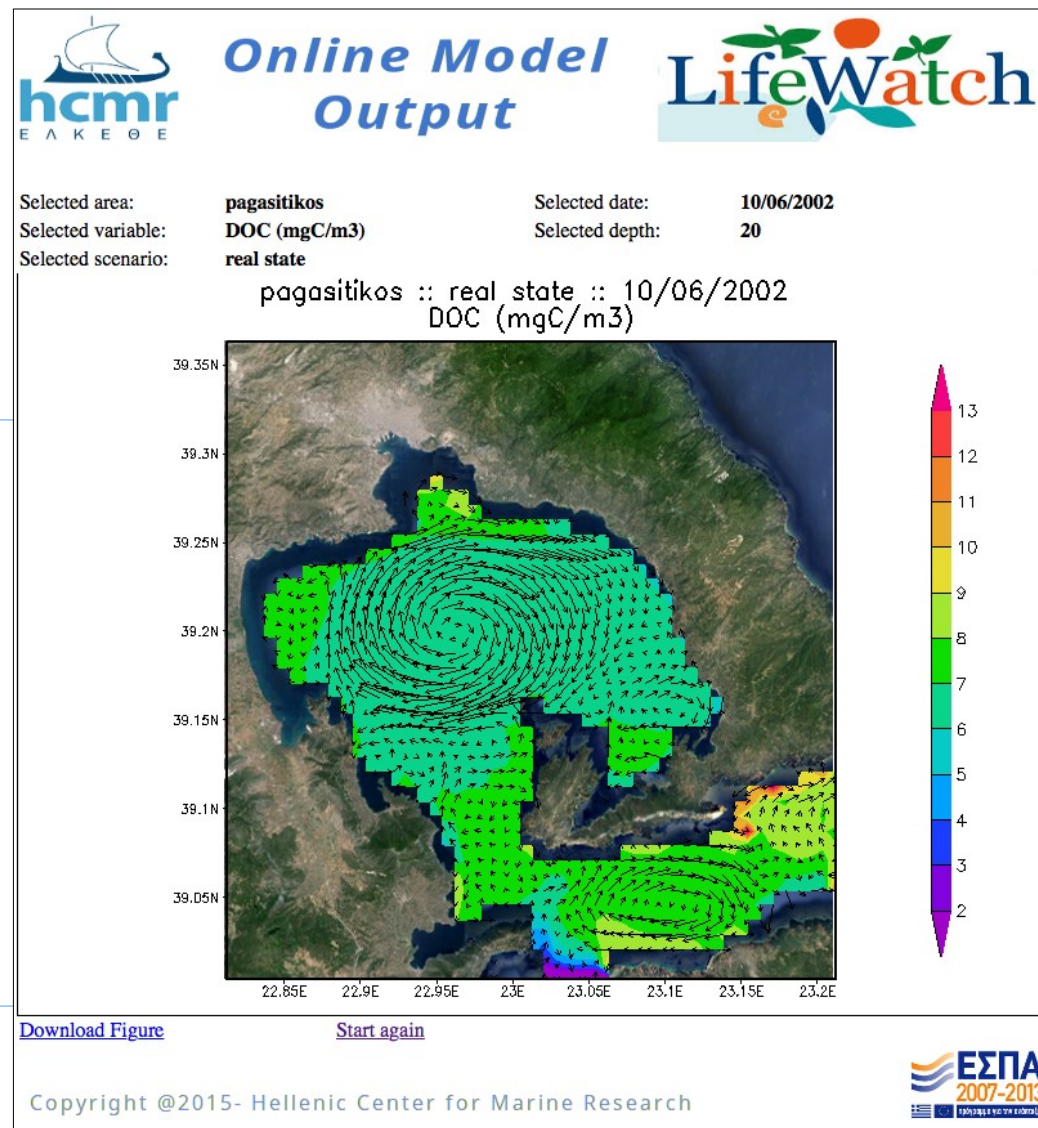 hcmr
ΕΛΚΕΘΕ
Online Model
Output
LifeWatch
Selected area: pagasitikos Selected date: 10/06/2002
Selected variable: DOC (mgC/m3) Selected depth: 20
Selected scenario: real state
pagasitikos :: real state :: 10/06/2002
DOC (mgC/m3)
39.35N
39.3N
39.25N
39.2N
39.15N
39.1N
39.05N
22.85E 22.9E 22.95E 23E 23.05E 23.1E 23.15E 23.2E
13
12
11
10
9
8
7
6
5
4
3
2
Download Figure Start again
ΕΣΠΑ
2007-2013
Copyright @2015- Hellenic Center for Marine Research